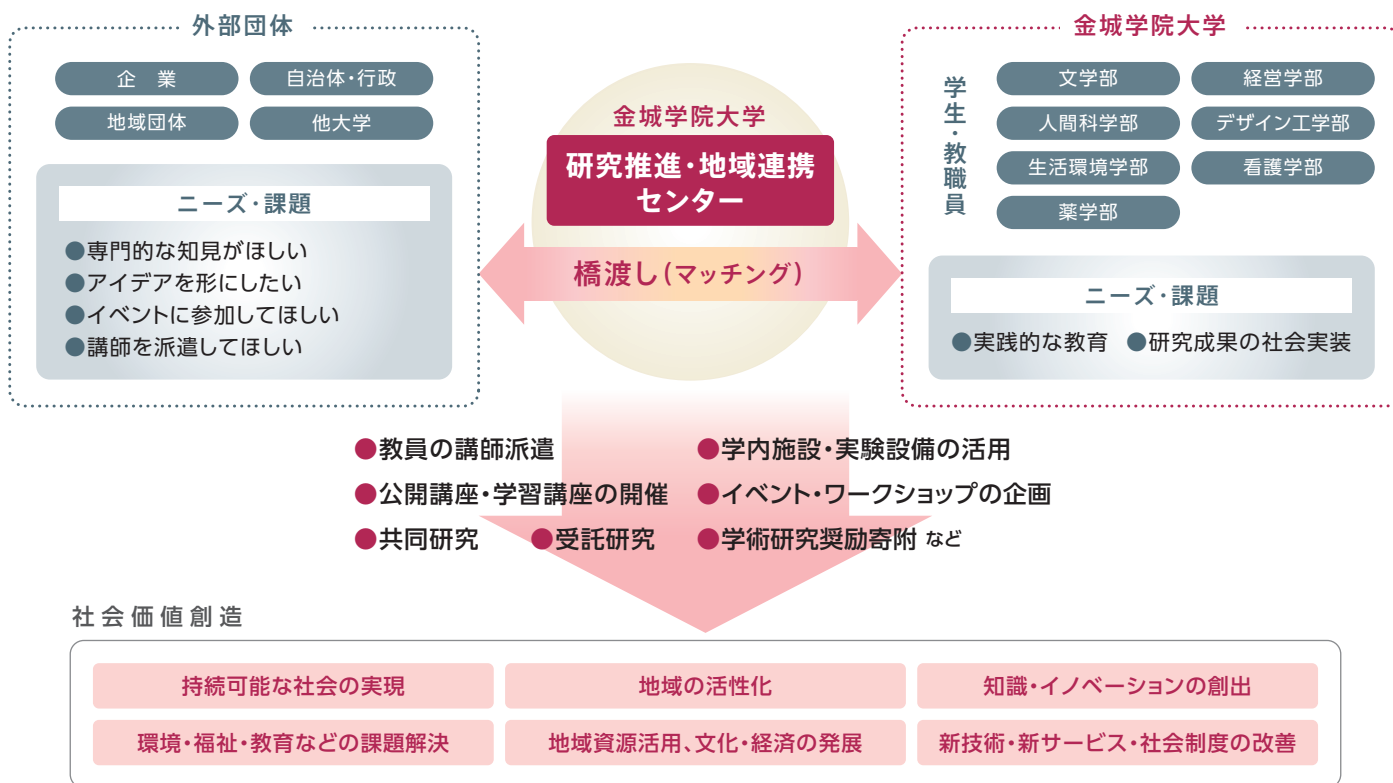 外部団体
企 業
自治体・行政
地域団体
他大学
ニーズ・課題
●専門的な知見がほしい
●アイデアを形にしたい
●イベントに参加してほしい
●講師を派遣してほしい
金城学院大学
研究推進・地域連携
センター
橋渡し(マッチング)
金城学院大学
学生・教職員
文学部
経営学部
人間科学部
デザイン工学部
生活環境学部
看護学部
薬学部
ニーズ・課題
●実践的な教育 ●研究成果の社会実装
●教員の講師派遣 ●学内施設・実験設備の活用
●公開講座・学習講座の開催 ●イベント・ワークショップの企画
●共同研究 ●受託研究 ●学術研究奨励寄附 など
社会価値創造
持続可能な社会の実現
地域の活性化
知識・イノベーションの創出
環境・福祉・教育などの課題解決
地域資源活用、文化・経済の発展
新技術・新サービス・社会制度の改善